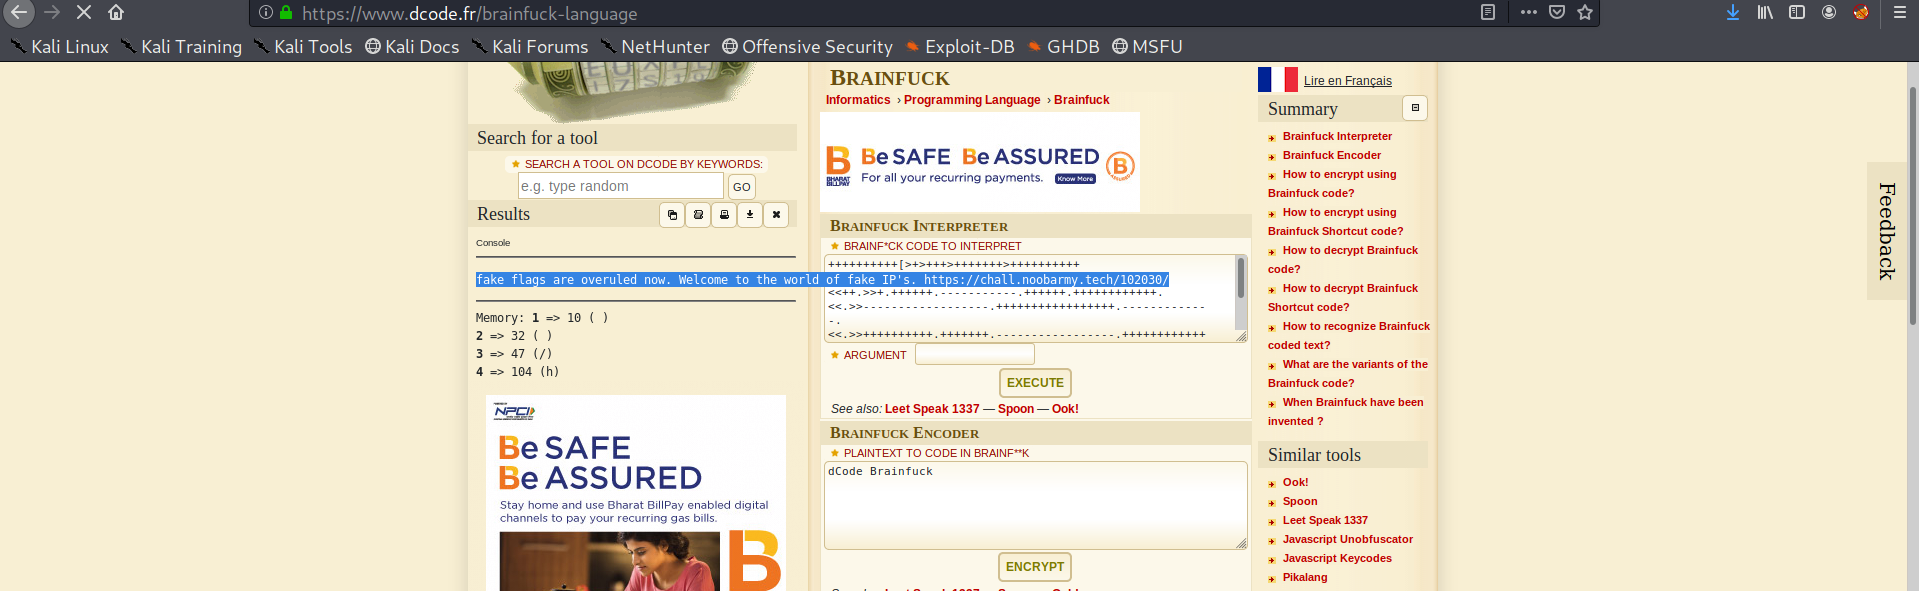 https://www.dcode.fr/brainfuck-language
Kali Linux Kali Training Kali Tools Kali Docs Kali Forums NetHunter Offensive Security Exploit-DB GHDB MSFU
Search for a tool
SEARCH A TOOL ON DCODE BY KEYWORDS:
e.g. type random GO
Results
Console
fake flags are overuled now. Welcome to the world of fake IP's. https://chall.noobarmy.tech/102030/
Memory: 1 => 10 ( )
2 => 32 ( )
3 => 47 (/)
4 => 104 (h)
NPCI
Be SAFE
Be ASSURED
Stay home and use Bharat BillPay enabled digital
channels to pay your recurring gas bills.
B
BRAINFUCK
Informatics › Programming Language › Brainfuck
B Be SAFE Be ASSURED B
BHARAT BILLPAY For all your recurring payments. Know More
BRAINFUCK INTERPRETER
BRAINF*CK CODE TO INTERPRET
++++++++++[>+>+++>+++++++>++++++++++
<<++.>>+.++++++.-----------.++++++.++++++++++++.
<<.>>------------------.+++++++++++++++++.------------
-.
<<.>>++++++++++.+++++++.-----------------.++++++++++++
ARGUMENT
EXECUTE
See also: Leet Speak 1337 — Spoon — Ook!
BRAINFUCK ENCODER
PLAINTEXT TO CODE IN BRAINF**K
dCode Brainfuck
ENCRYPT
Lire en Français
Summary
Brainfuck Interpreter
Brainfuck Encoder
How to encrypt using
Brainfuck code?
How to encrypt using
Brainfuck Shortcut code?
How to decrypt Brainfuck
code?
How to decrypt Brainfuck
Shortcut code?
How to recognize Brainfuck
coded text?
What are the variants of the
Brainfuck code?
When Brainfuck have been
invented ?
Similar tools
Ook!
Spoon
Leet Speak 1337
Javascript Unobfuscator
Javascript Keycodes
Pikalang
Feedback